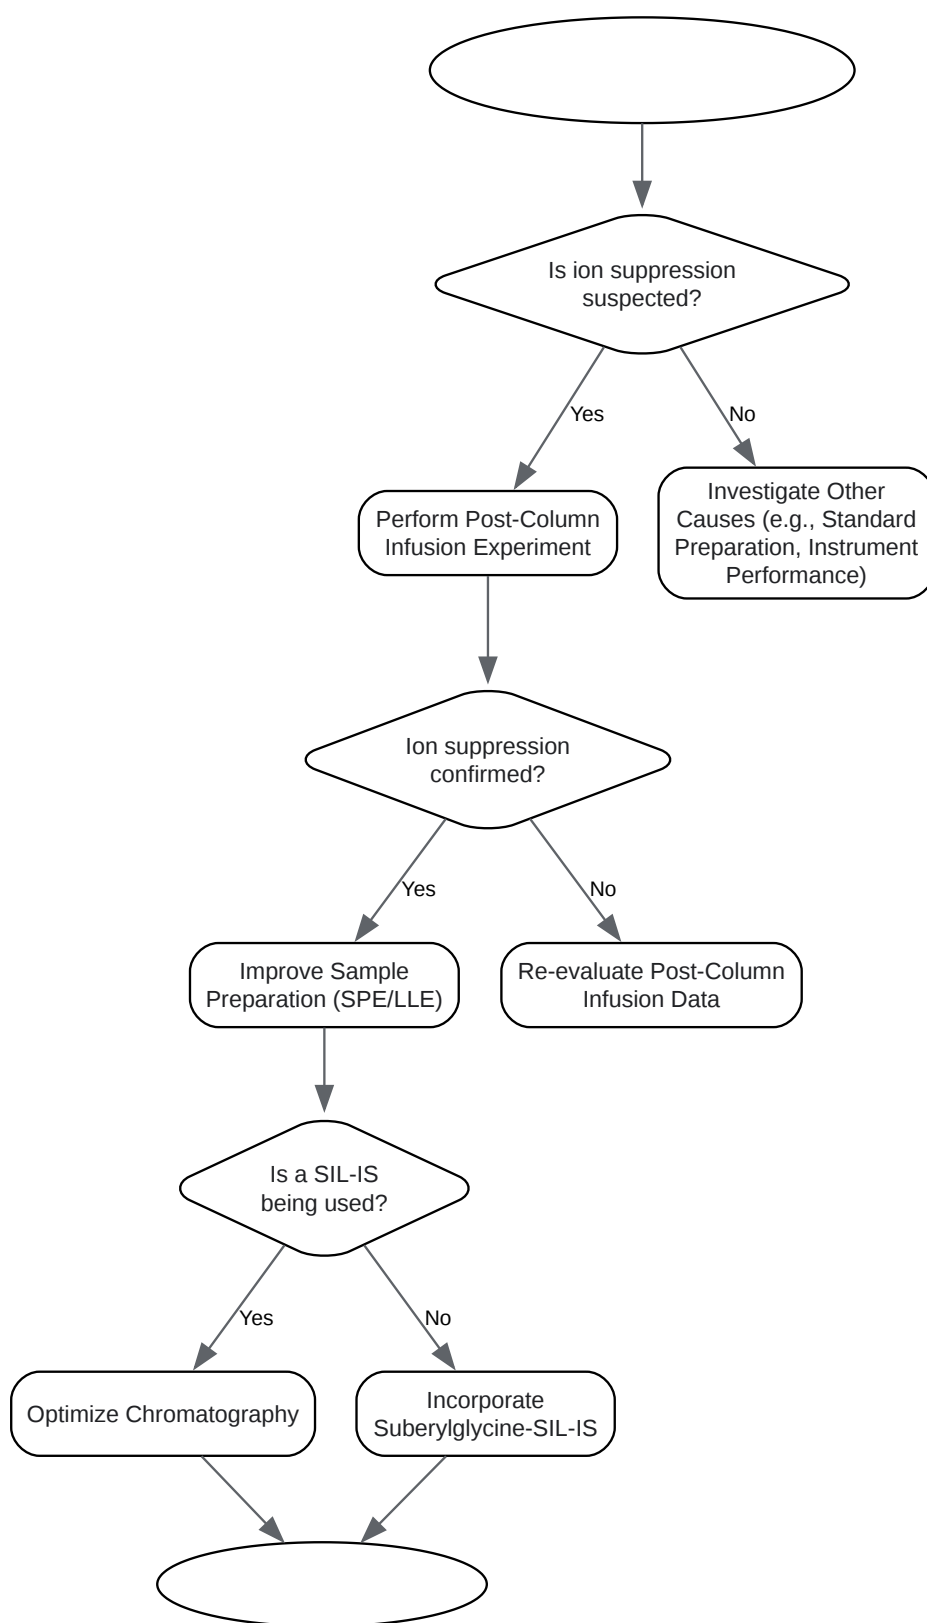 Is ion suppression
suspected?
Yes
No
Perform Post-Column
Infusion Experiment
Investigate Other
Causes (e.g., Standard
Preparation, Instrument
Performance)
Ion suppression
confirmed?
Yes
No
Improve Sample
Preparation (SPE/LLE)
Re-evaluate Post-Column
Infusion Data
Is a SIL-IS
being used?
Yes
No
Optimize Chromatography
Incorporate
Suberylglycine-SIL-IS